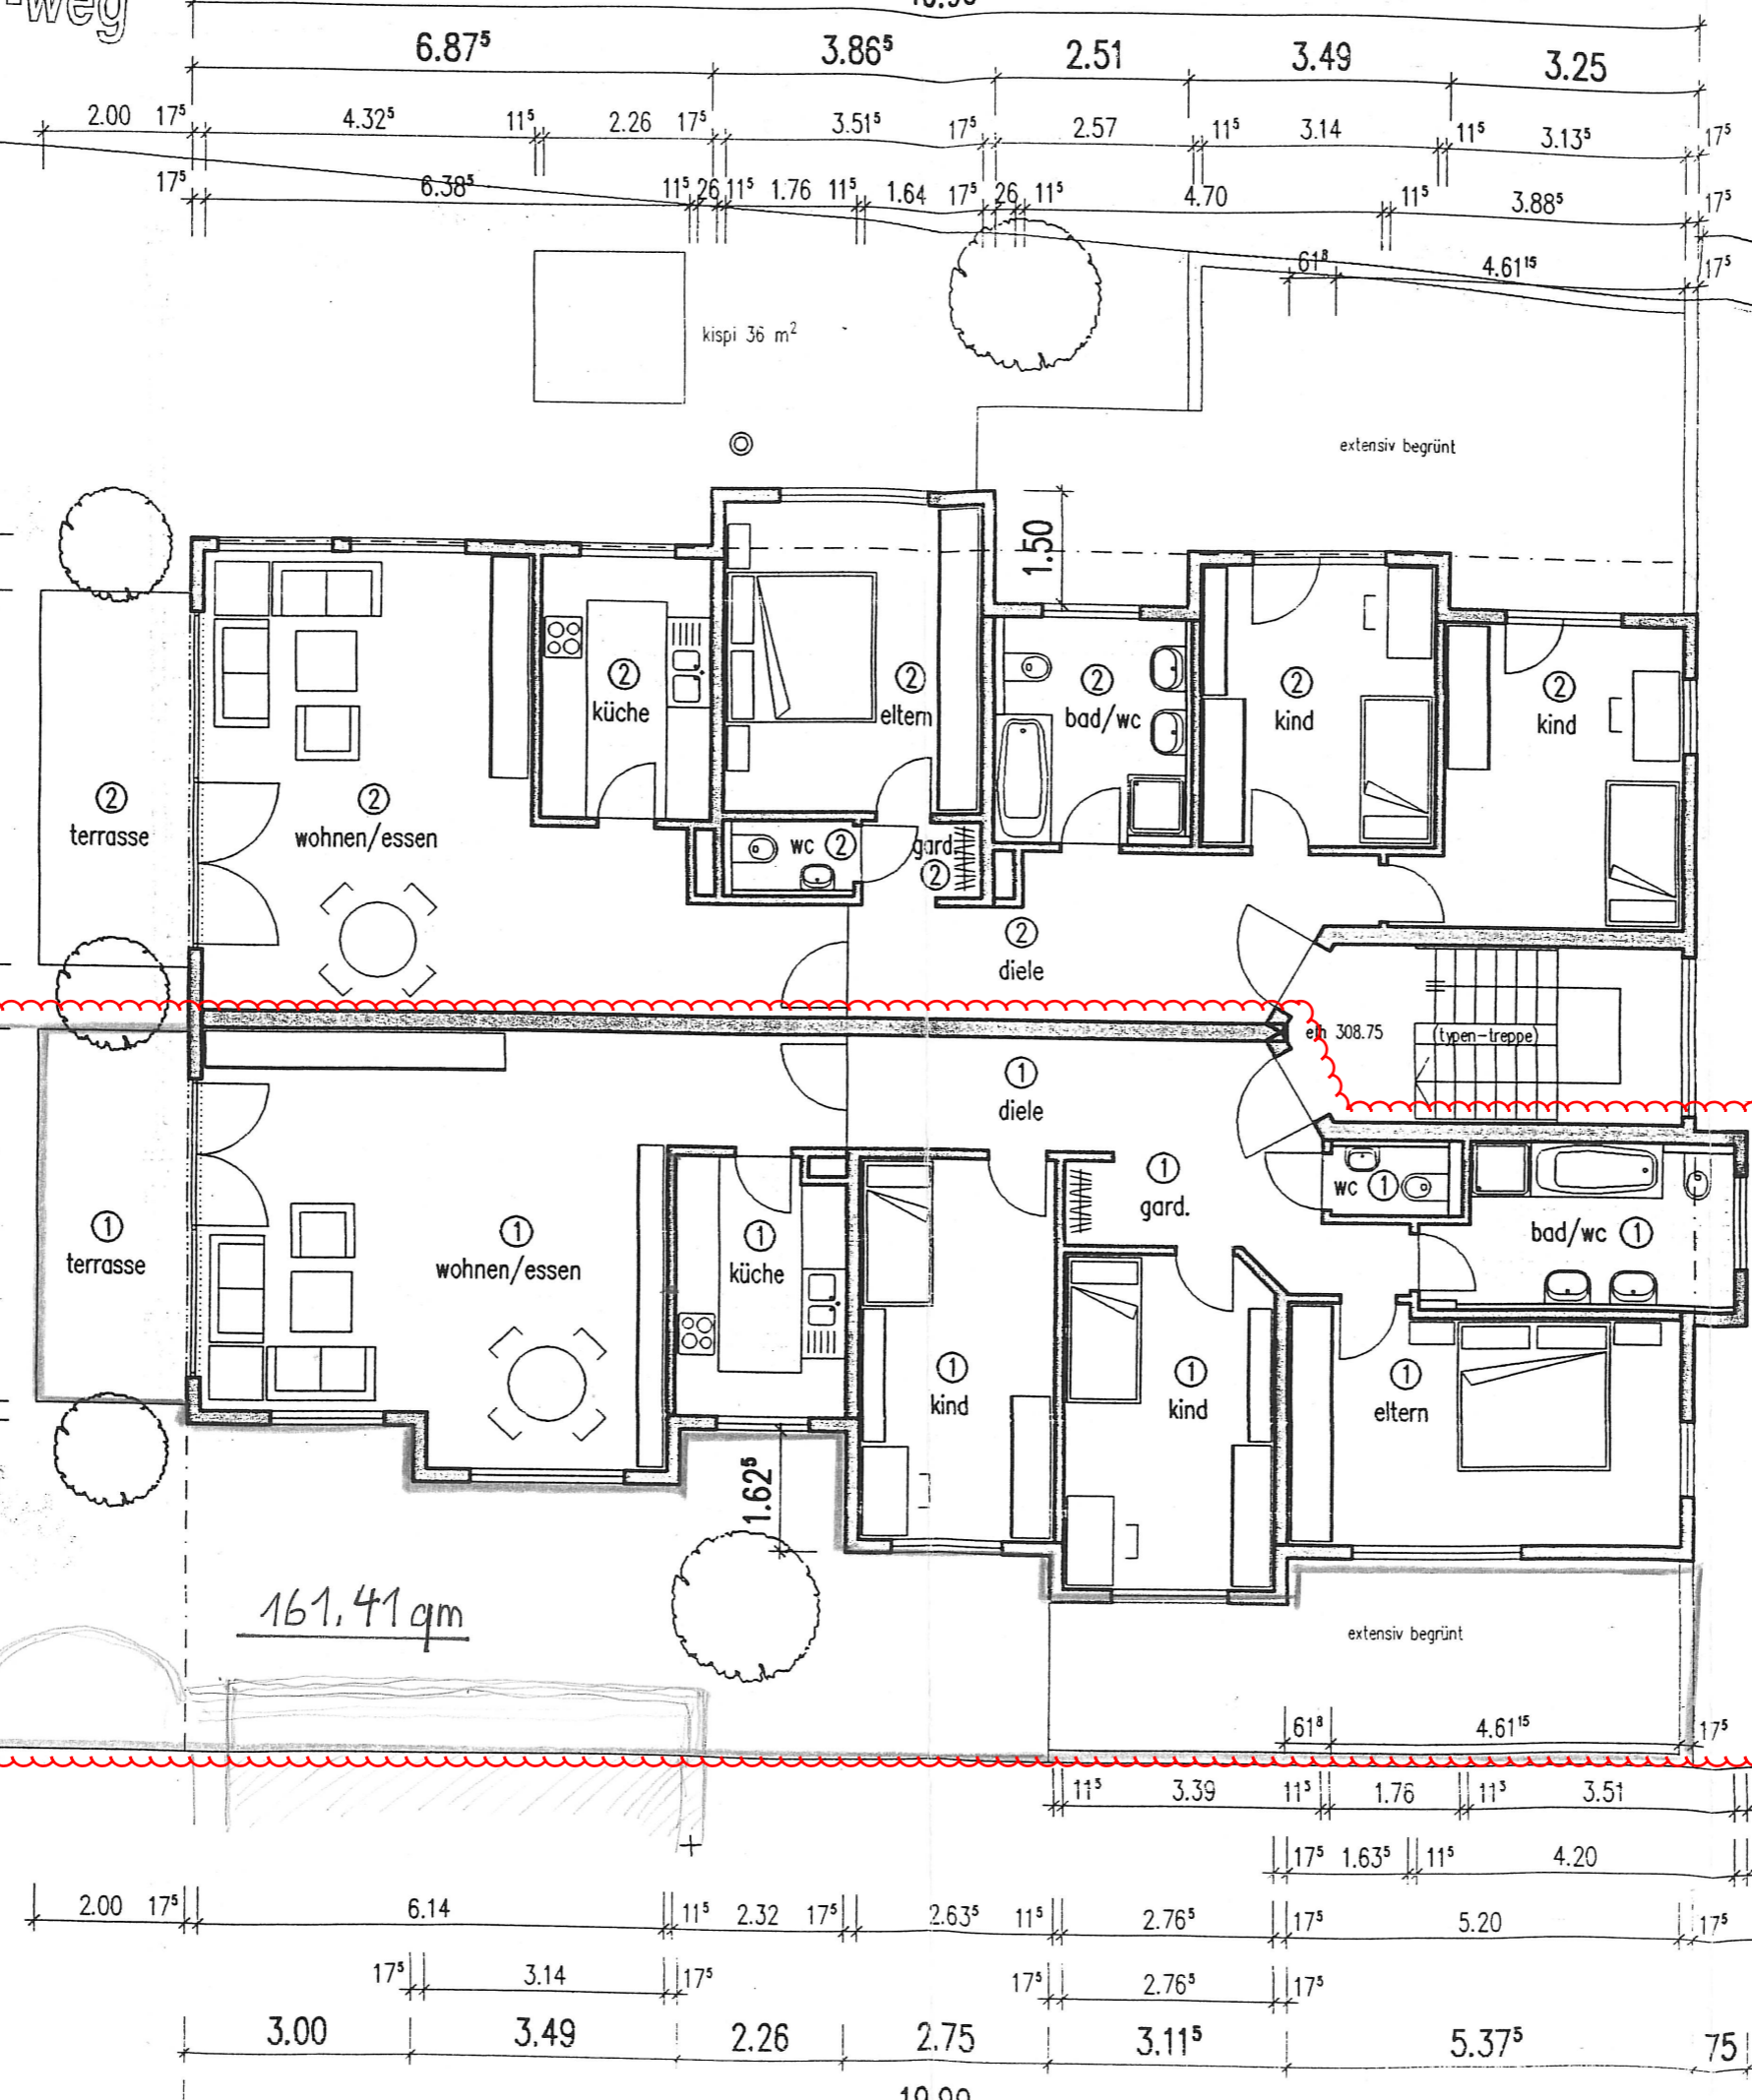 -weg
6.87⁵ 3.86⁵ 2.51 3.49 3.25
2.00 17⁵ 4.32⁵ 11⁵ 2.26 17⁵ 3.51⁵ 17⁵ 2.57 11⁵ 3.14 11⁵ 3.13⁵ 17⁵
17⁵ 6.38⁵ 11⁵ 26 11⁵ 1.76 11⁵ 1.64 17⁵ 26 11⁵ 4.70 11⁵ 3.88⁵ 17⁵
61⁸ 4.61¹⁵ 17⁵
kispi 36 m²
extensiv begrünt
1.50
2 küche
2 eltern
2 bad/wc
2 kind
2 kind
2 terrasse
2 wohnen/essen
wc 2
gard. 2
2 diele
efh 308.75
(typen-treppe)
1 diele
1 gard.
wc 1
bad/wc 1
1 terrasse
1 wohnen/essen
1 küche
1 kind
1 kind
1 eltern
1.62⁵
161.41 qm
extensiv begrünt
61⁸ 4.61¹⁵ 17⁵
11⁵ 3.39 11⁵ 1.76 11⁵ 3.51
17⁵ 1.63⁵ 11⁵ 4.20
2.00 17⁵ 6.14 11⁵ 2.32 17⁵ 2.63⁵ 11⁵ 2.76⁵ 17⁵ 5.20 17⁵
17⁵ 3.14 17⁵ 17⁵ 2.76⁵ 17⁵
3.00 3.49 2.26 2.75 3.11⁵ 5.37⁵ 75